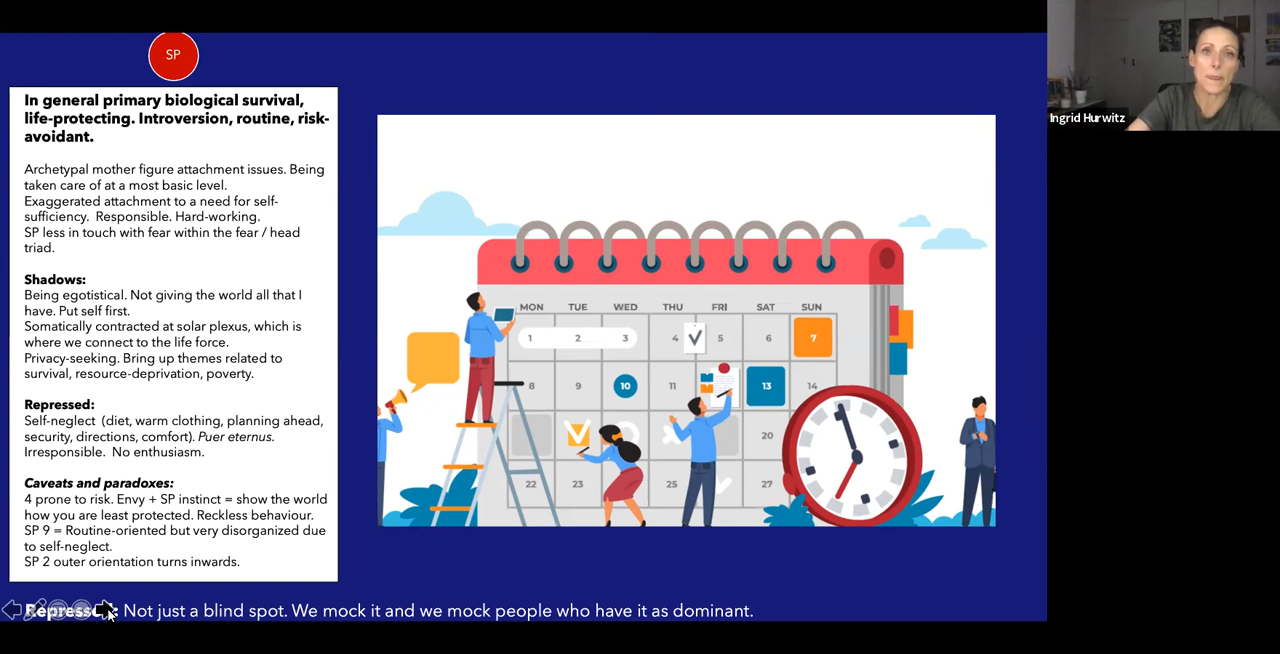 SP
In general primary biological survival,
life-protecting. Introversion, routine, risk-
avoidant.
Archetypal mother figure attachment issues. Being
taken care of at a most basic level.
Exaggerated attachment to a need for self-
sufficiency. Responsible. Hard-working.
SP less in touch with fear within the fear / head
triad.
Shadows:
Being egotistical. Not giving the world all that I
have. Put self first.
Somatically contracted at solar plexus, which is
where we connect to the life force.
Privacy-seeking. Bring up themes related to
survival, resource-deprivation, poverty.
Repressed:
Self-neglect (diet, warm clothing, planning ahead,
security, directions, comfort). Puer eternus.
Irresponsible. No enthusiasm.
Caveats and paradoxes:
4 prone to risk. Envy + SP instinct = show the world
how you are least protected. Reckless behaviour.
SP 9 = Routine-oriented but very disorganized due
to self-neglect.
SP 2 outer orientation turns inwards.
MON TUE WED THU FRI SAT SUN
1 2 3 4 5 6 7
8 9 10 11 13 14
20
22 23 25 27
Not just a blind spot. We mock it and we mock people who have it as dominant.
Ingrid Hurwitz